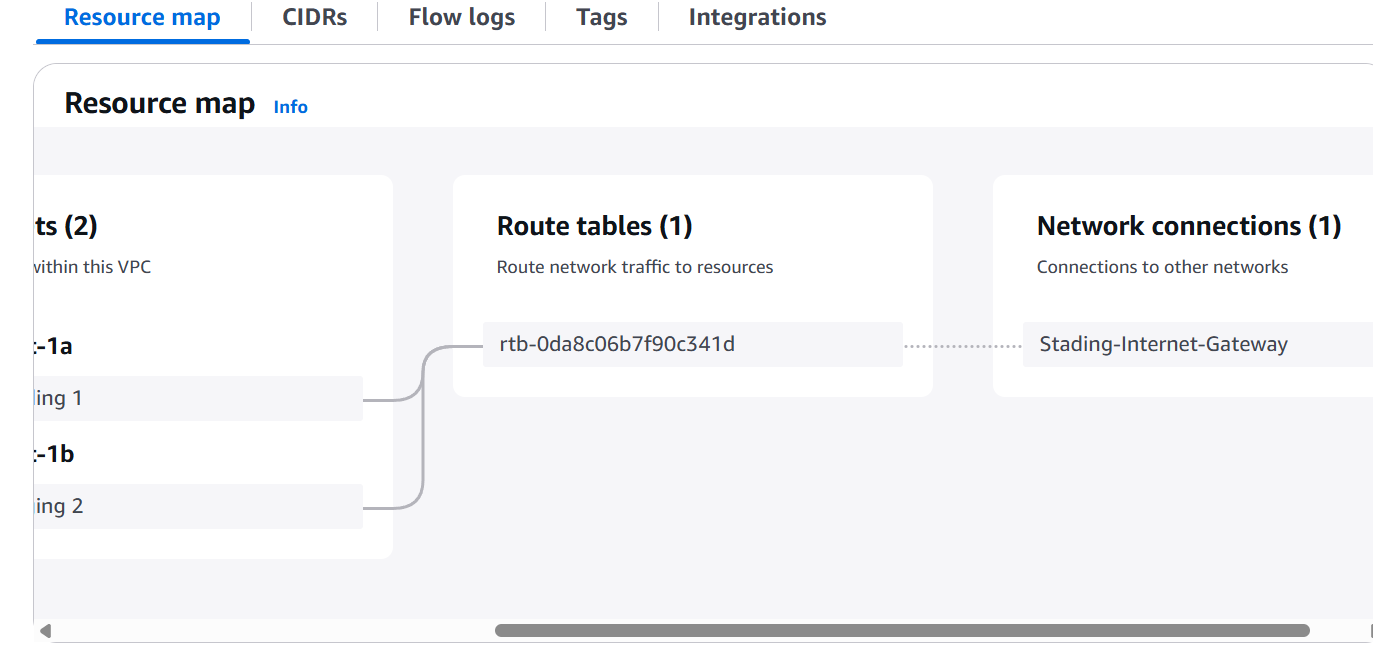 Resource map
CIDRs
Flow logs
Tags
Integrations
Resource map Info
ts (2)
within this VPC
t-1a
ing 1
t-1b
ing 2
Route tables (1)
Route network traffic to resources
rtb-0da8c06b7f90c341d
Network connections (1)
Connections to other networks
Stading-Internet-Gateway